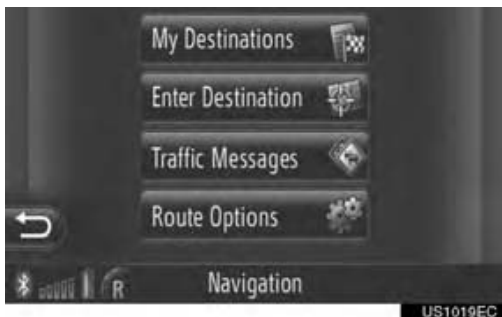 My Destinations
Enter Destination
Traffic Messages
Route Options
R
Navigation
US1019EC